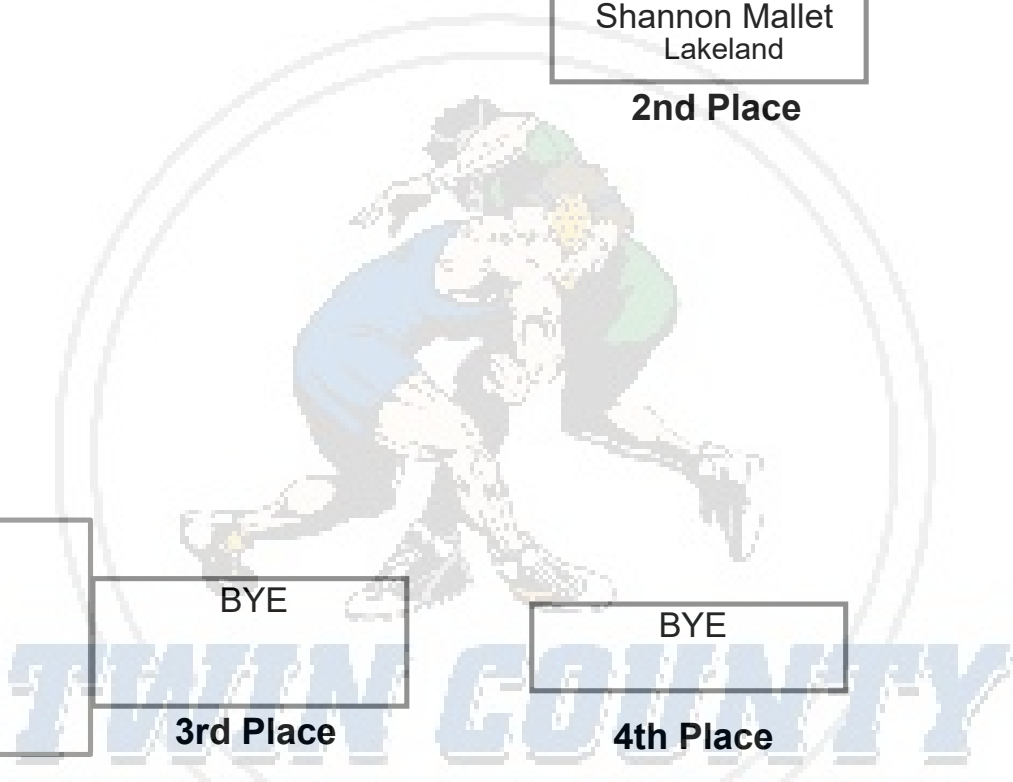 Shannon Mallet
Lakeland
2nd Place
BYE
BYE
TWIN COUNTY
3rd Place
4th Place